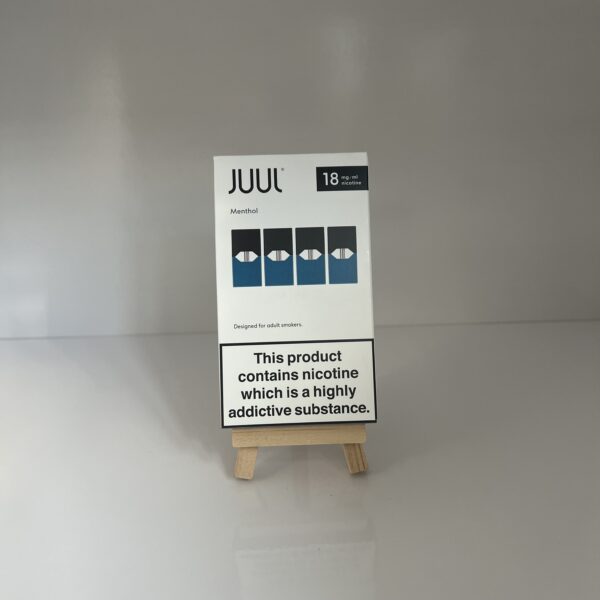 JUUL
18 mg/ml
nicotine
Menthol
Designed for adult smokers.
This product
contains nicotine
which is a highly
addictive substance.